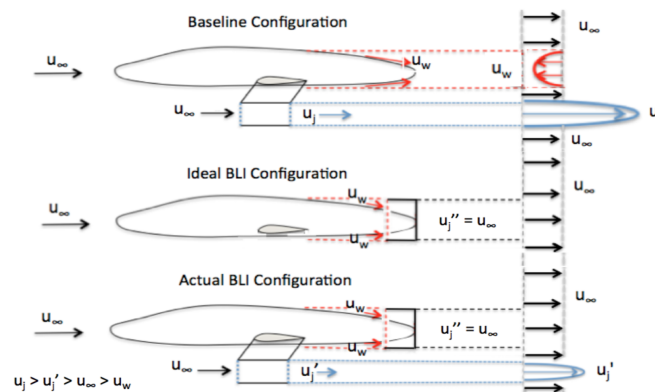 Baseline Configuration
u∞
u∞
uw
uw
u∞
uj
u
u∞
Ideal BLI Configuration
uw
u∞
u∞
uj'' = u∞
uw
Actual BLI Configuration
uw
u∞
u∞
uj'' = u∞
uw
u∞
uj'
uj'
uj > uj' > u∞ > uw